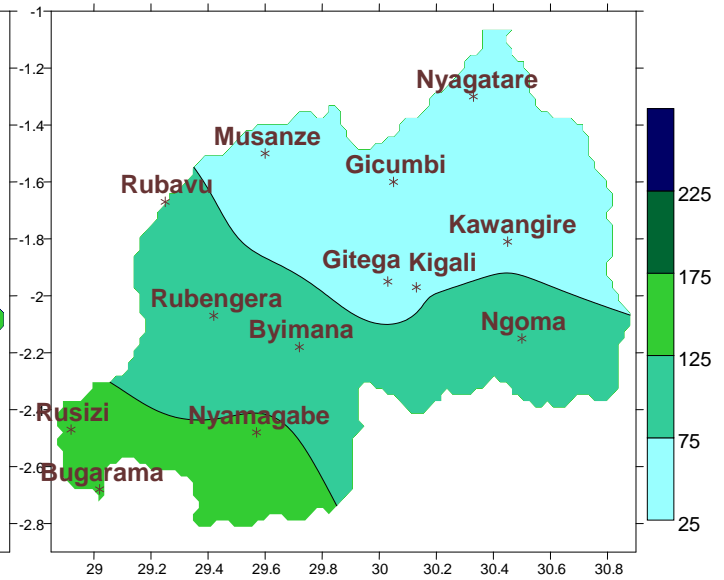 -1
-1.2
-1.4
-1.6
-1.8
-2
-2.2
-2.4
-2.6
-2.8
Nyagatare
Musanze
Gicumbi
Rubavu
Kawangire
Gitega Kigali
Rubengera
Byimana
Ngoma
Rusizi
Nyamagabe
Bugarama
225
175
125
75
25
29 29.2 29.4 29.6 29.8 30 30.2 30.4 30.6 30.8